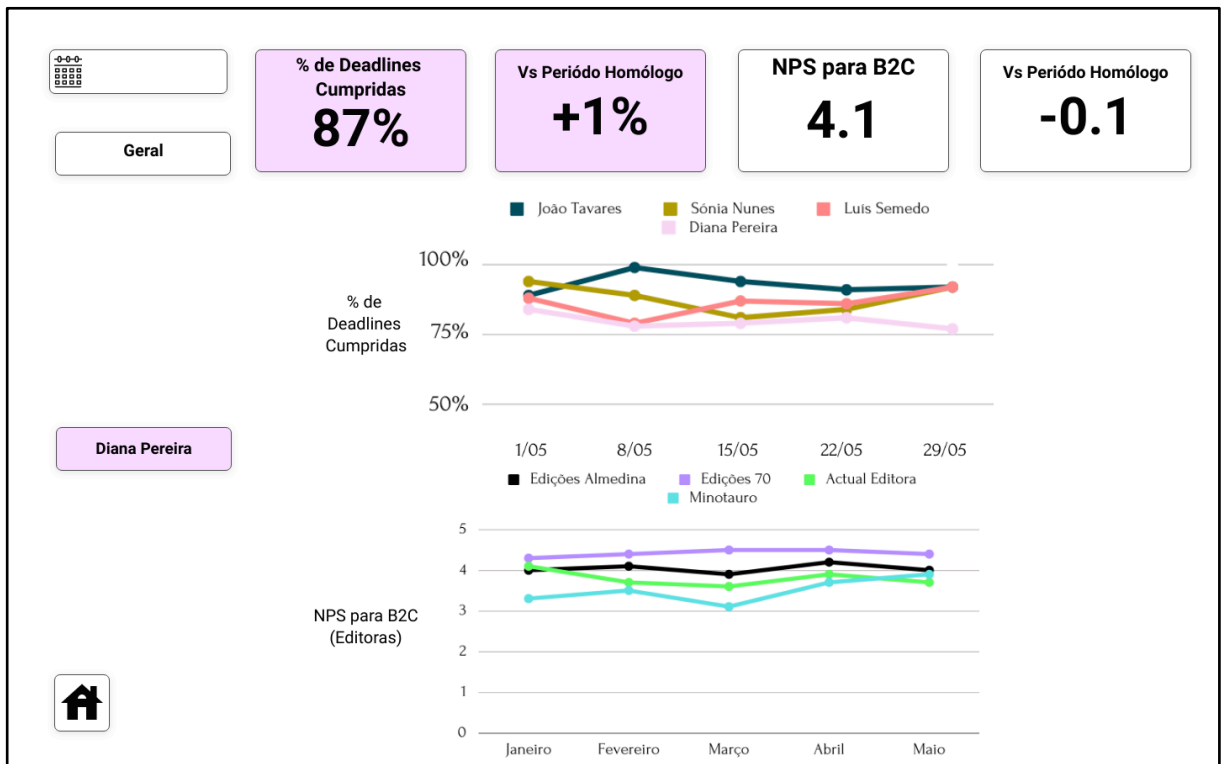 % de Deadlines
Cumpridas
87%
Vs Periódo Homólogo
+1%
NPS para B2C
4.1
Vs Periódo Homólogo
-0.1
Geral
João Tavares
Sónia Nunes
Luís Semedo
Diana Pereira
100%
75%
50%
% de
Deadlines
Cumpridas
1/05
8/05
15/05
22/05
29/05
Diana Pereira
Edições Almedina
Edições 70
Actual Editora
Minotauro
5
4
3
2
1
0
NPS para B2C
(Editoras)
Janeiro
Fevereiro
Março
Abril
Maio